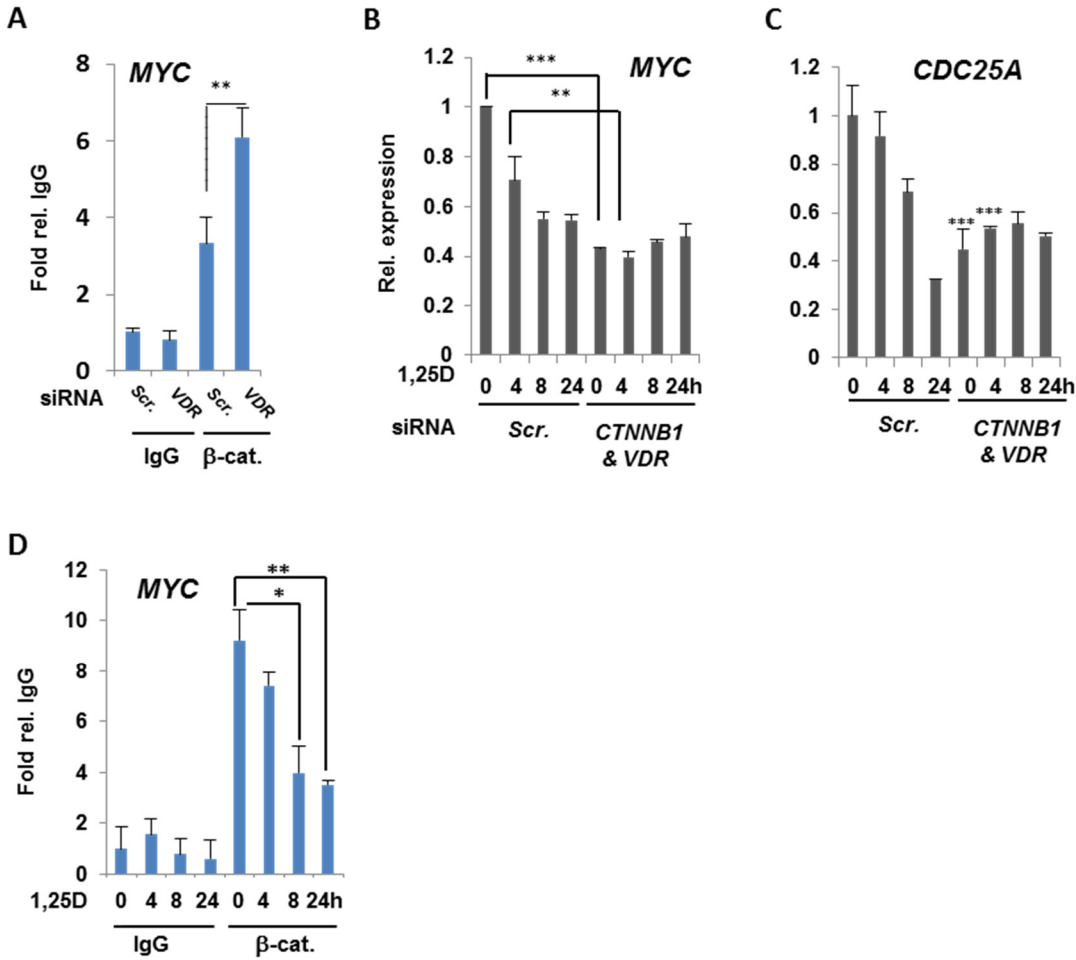 A
MYC
Fold rel. IgG
8
6
4
2
0
**
siRNA
Scr. VDR Scr. VDR
IgG β-cat.
B
MYC
Rel. expression
1.2
1
0.8
0.6
0.4
0.2
0
***
**
1,25D
0 4 8 24 0 4 8 24h
siRNA
Scr. CTNNB1
& VDR
C
CDC25A
1.2
1
0.8
0.6
0.4
0.2
0
*** ***
0 4 8 24 0 4 8 24h
Scr. CTNNB1
& VDR
D
MYC
Fold rel. IgG
12
10
8
6
4
2
0
**
*
1,25D 0 4 8 24 0 4 8 24h
IgG β-cat.